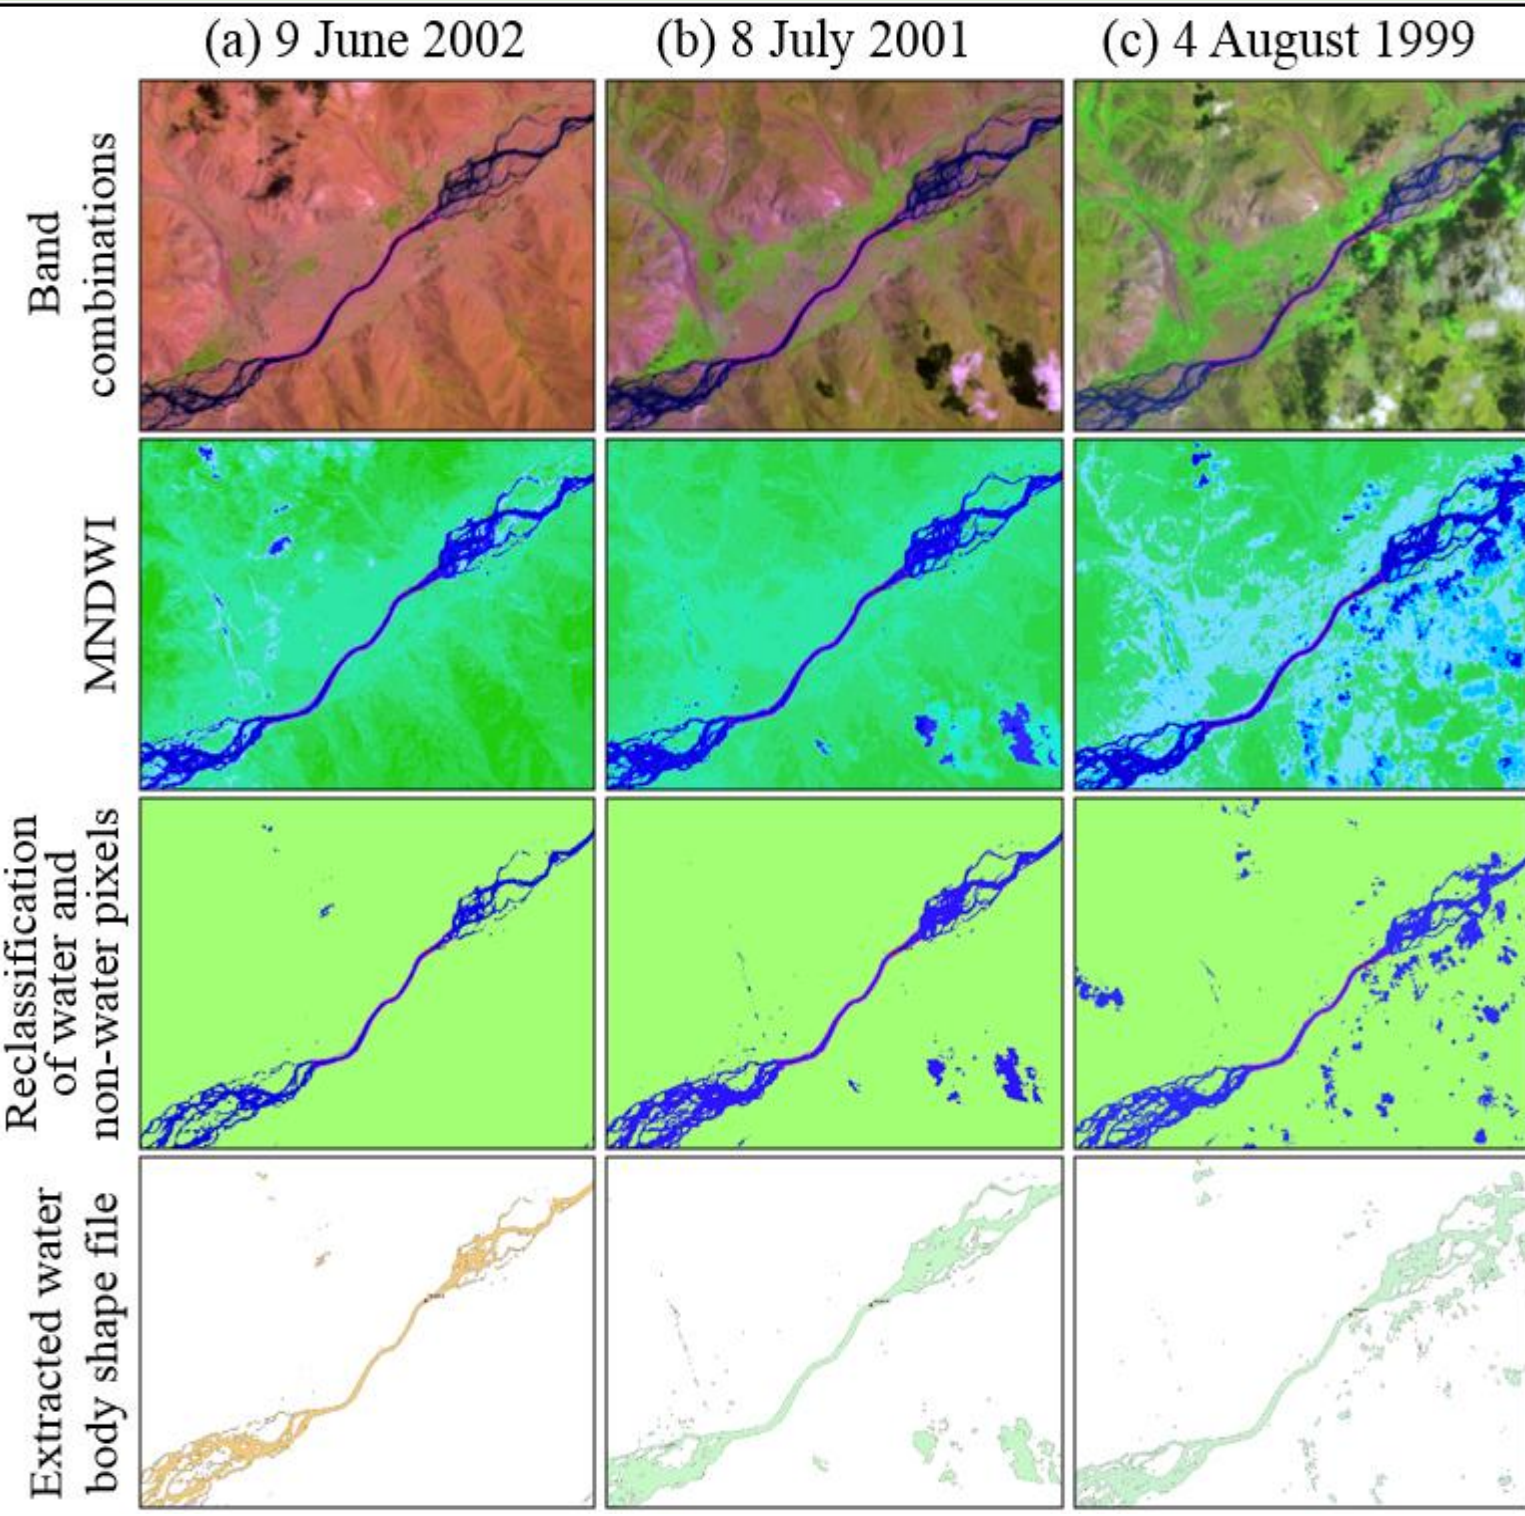 (a) 9 June 2002
(b) 8 July 2001
(c) 4 August 1999
Band
combinations
MNDWI
Reclassification
of water and
non-water pixels
Extracted water
body shape file